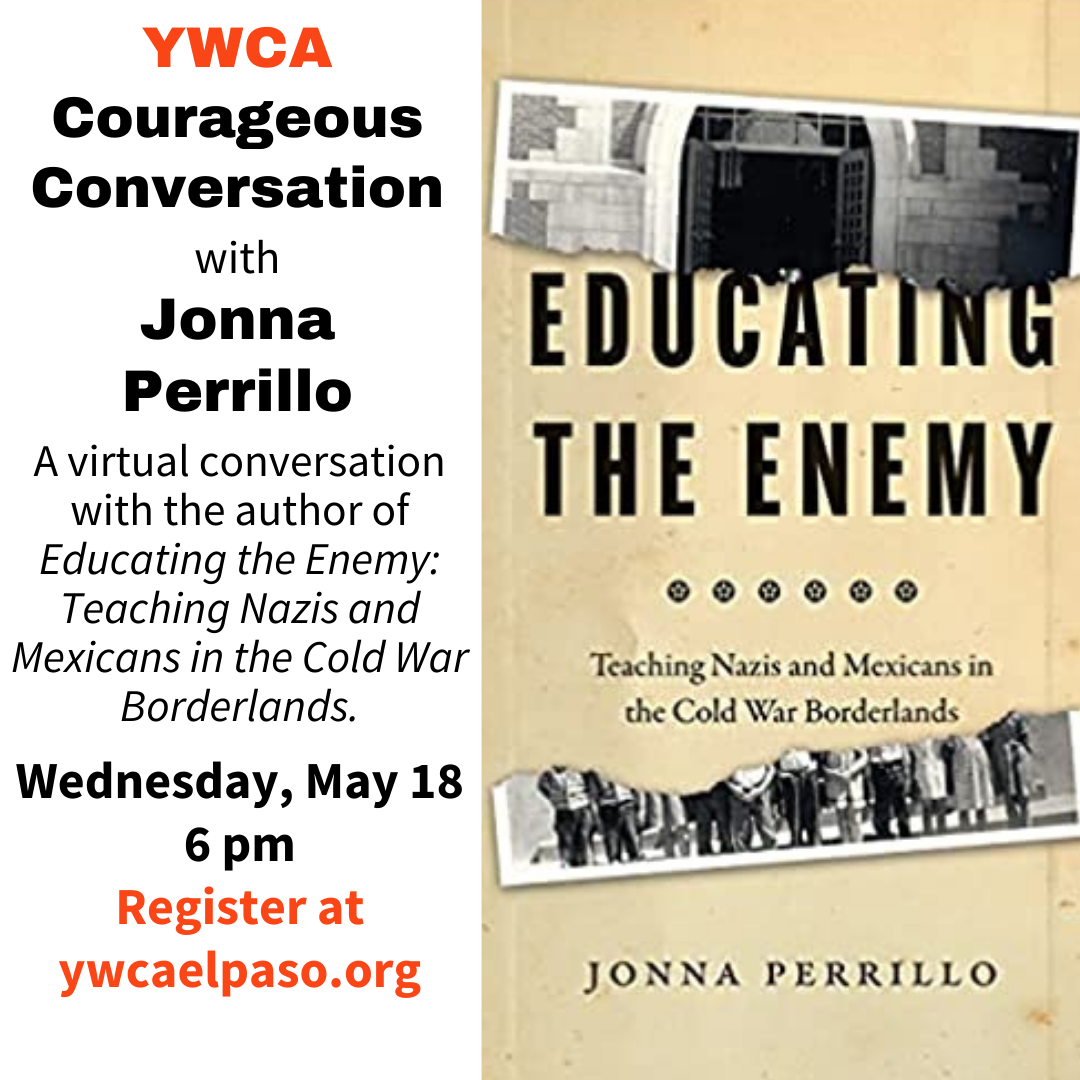 YWCA
Courageous
Conversation
with
Jonna
Perrillo
A virtual conversation
with the author of
Educating the Enemy:
Teaching Nazis and
Mexicans in the Cold War
Borderlands.
Wednesday, May 18
6 pm
Register at
ywcaelpaso.org
EDUCATING
THE ENEMY
Teaching Nazis and Mexicans in
the Cold War Borderlands
JONNA PERRILLO